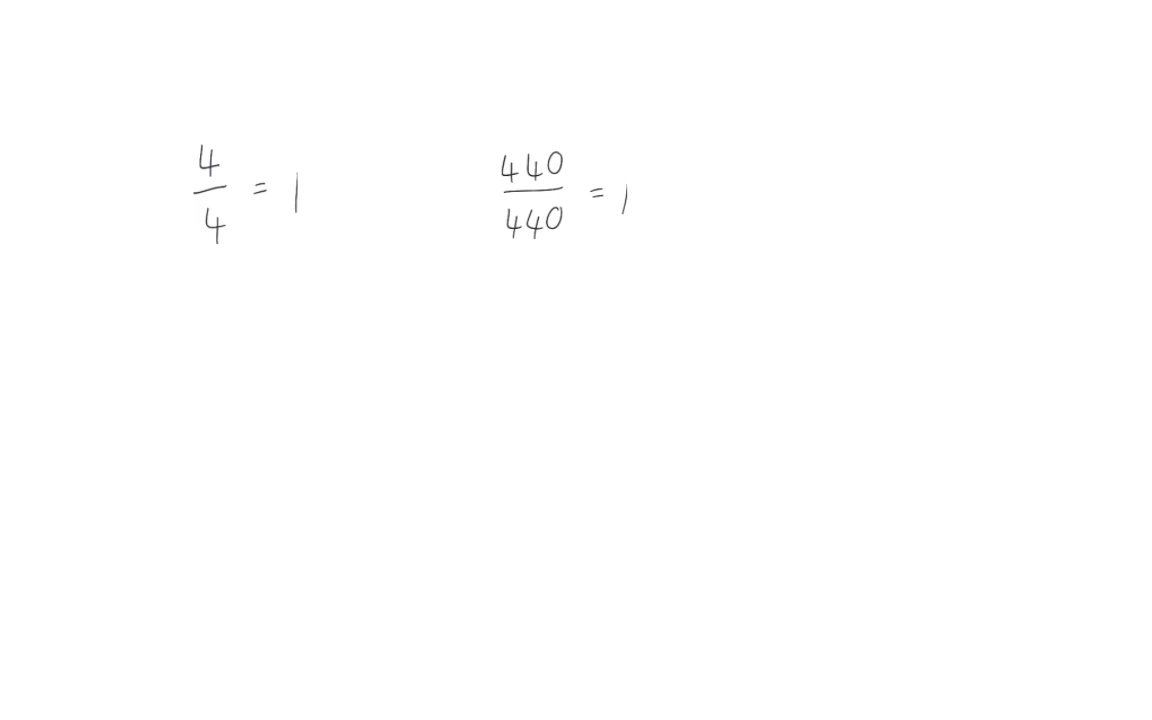 4/4 = 1
440/440 = 1